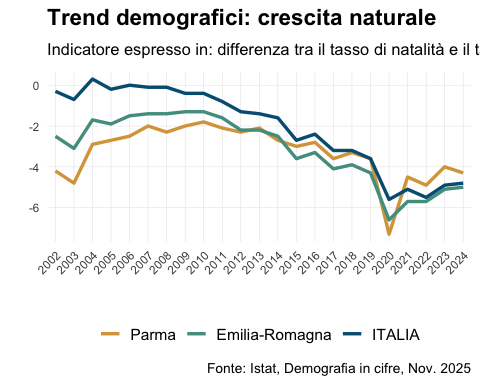 Trend demografici: crescita naturale
Indicatore espresso in: differenza tra il tasso di natalità e il t
0
-2
-4
-6
2002 2003 2004 2005 2006 2007 2008 2009 2010 2011 2012 2013 2014 2015 2016 2017 2018 2019 2020 2021 2022 2023 2024
Parma Emilia-Romagna ITALIA
Fonte: Istat, Demografia in cifre, Nov. 2025